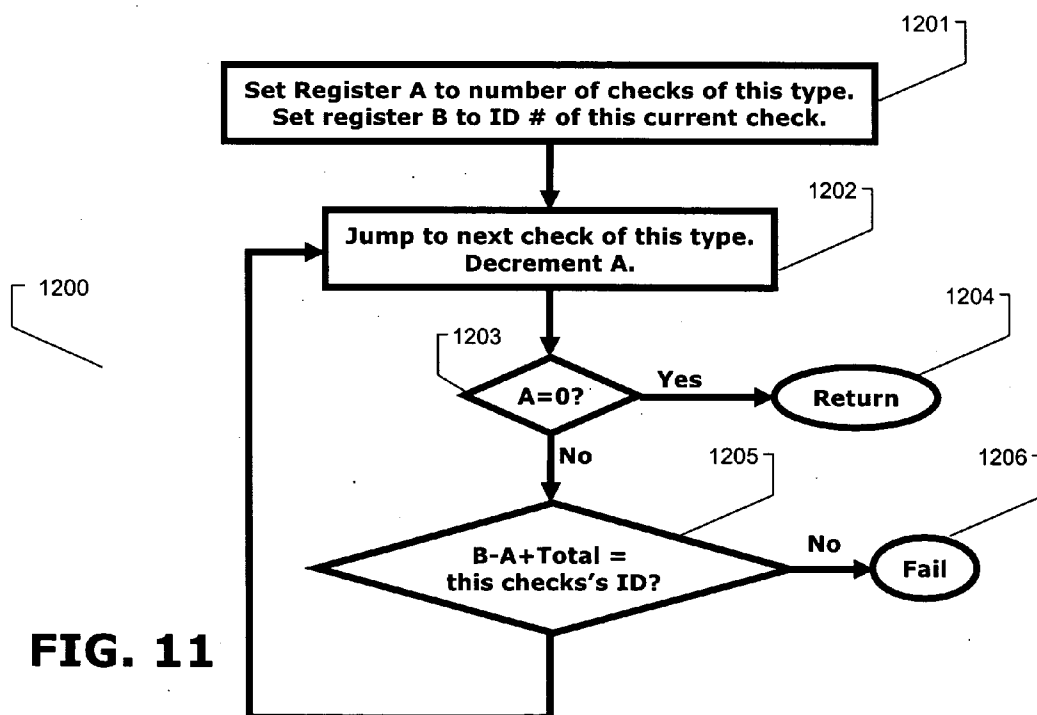 1201
Set Register A to number of checks of this type.
Set register B to ID # of this current check.
1202
Jump to next check of this type.
Decrement A.
1200
1204
1203
A=0?
Yes
Return
No
1205
1206
B-A+Total =
this checks's ID?
No
Fail
FIG. 11